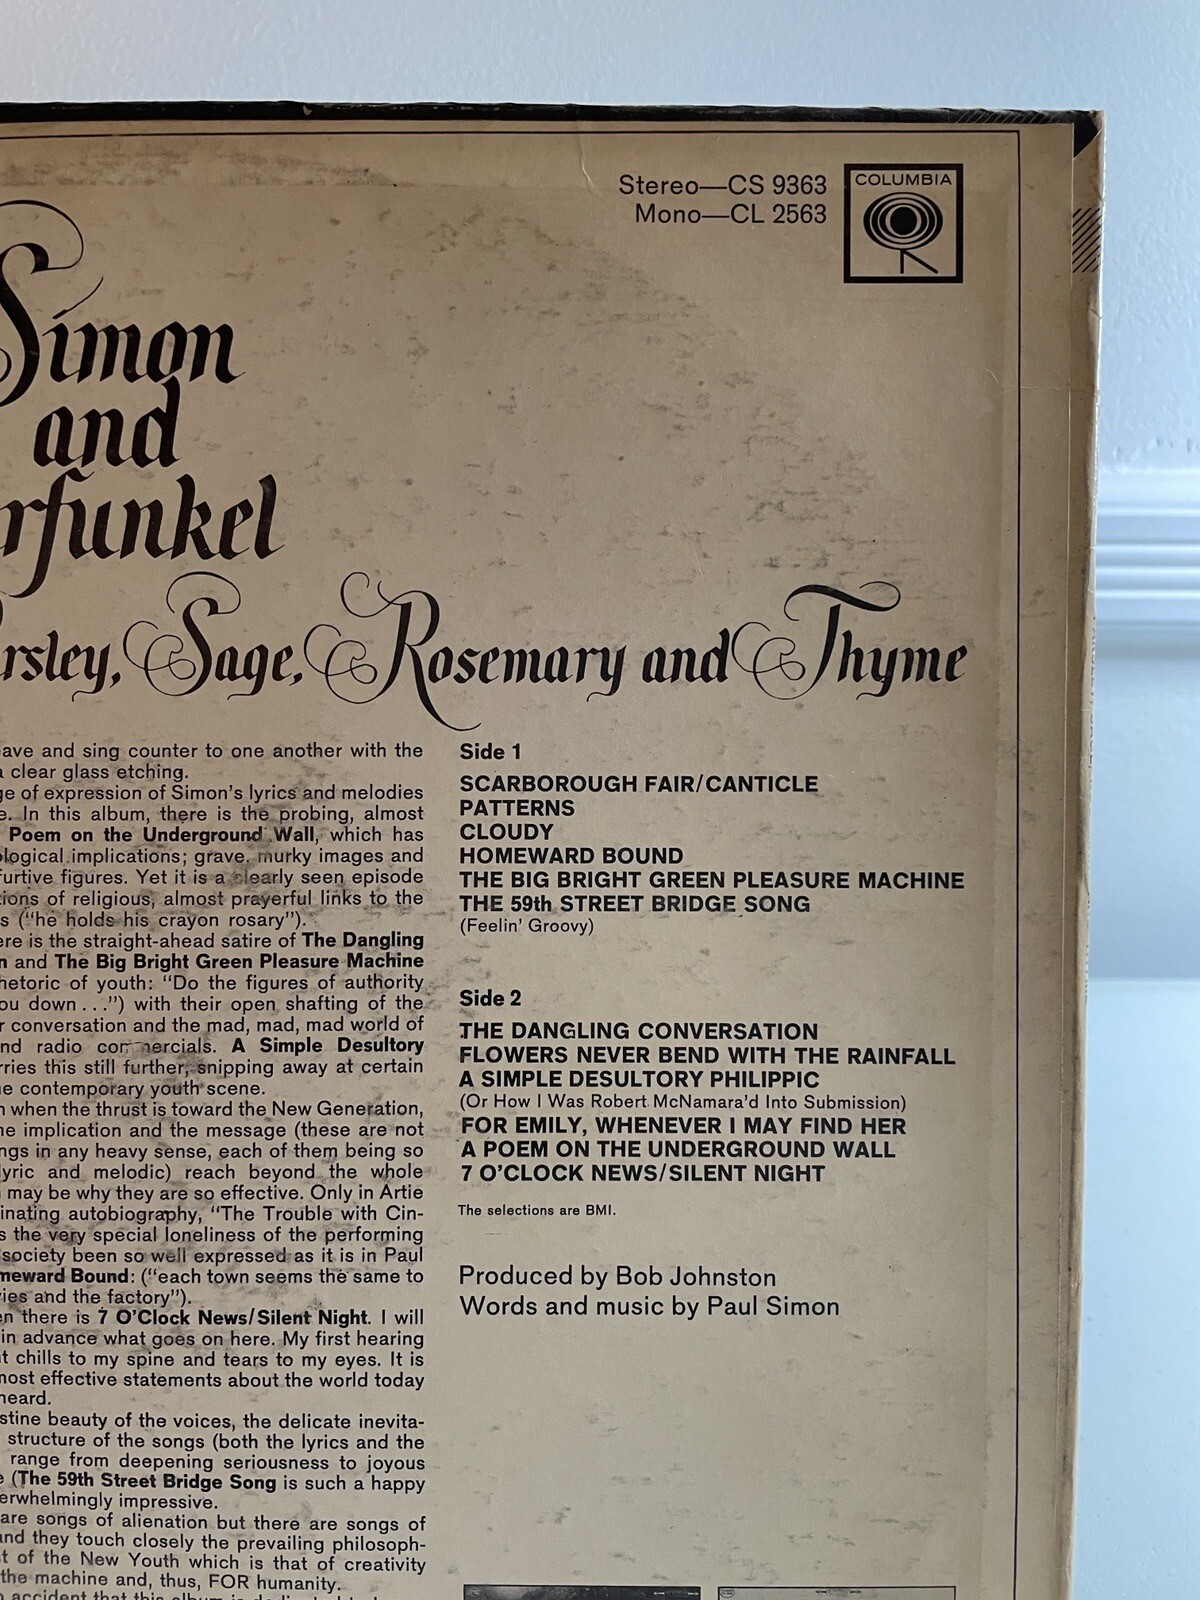 Stereo—CS 9363
Mono—CL 2563
COLUMBIA
Simon
and
rfunkel
rsley, Sage, Rosemary and Thyme
ave and sing counter to one another with the
a clear glass etching.
ge of expression of Simon's lyrics and melodies
e. In this album, there is the probing, almost
Poem on the Underground Wall, which has
ological implications; grave, murky images and
furtive figures. Yet it is a clearly seen episode
tions of religious, almost prayerful links to the
s (“he holds his crayon rosary”).
ere is the straight-ahead satire of The Dangling
n and The Big Bright Green Pleasure Machine
hetoric of youth: “Do the figures of authority
ou down . . .”) with their open shafting of the
r conversation and the mad, mad, mad world of
nd radio commercials. A Simple Desultory
rries this still further, snipping away at certain
e contemporary youth scene.
n when the thrust is toward the New Generation,
he implication and the message (these are not
ngs in any heavy sense, each of them being so
lyric and melodic) reach beyond the whole
may be why they are so effective. Only in Artie
inating autobiography, “The Trouble with Cin-
s the very special loneliness of the performing
society been so well expressed as it is in Paul
meward Bound: (“each town seems the same to
ies and the factory”).
en there is 7 O'Clock News/Silent Night. I will
in advance what goes on here. My first hearing
t chills to my spine and tears to my eyes. It is
most effective statements about the world today
heard.
stine beauty of the voices, the delicate inevita-
structure of the songs (both the lyrics and the
range from deepening seriousness to joyous
e (The 59th Street Bridge Song is such a happy
erwhelmingly impressive.
are songs of alienation but there are songs of
and they touch closely the prevailing philosoph-
t of the New Youth which is that of creativity
the machine and, thus, FOR humanity.
o accident that this album is dedicated to
Side 1
SCARBOROUGH FAIR/CANTICLE
PATTERNS
CLOUDY
HOMEWARD BOUND
THE BIG BRIGHT GREEN PLEASURE MACHINE
THE 59th STREET BRIDGE SONG
(Feelin' Groovy)
Side 2
THE DANGLING CONVERSATION
FLOWERS NEVER BEND WITH THE RAINFALL
A SIMPLE DESULTORY PHILIPPIC
(Or How I Was Robert McNamara'd Into Submission)
FOR EMILY, WHENEVER I MAY FIND HER
A POEM ON THE UNDERGROUND WALL
7 O'CLOCK NEWS/SILENT NIGHT
The selections are BMI.
Produced by Bob Johnston
Words and music by Paul Simon